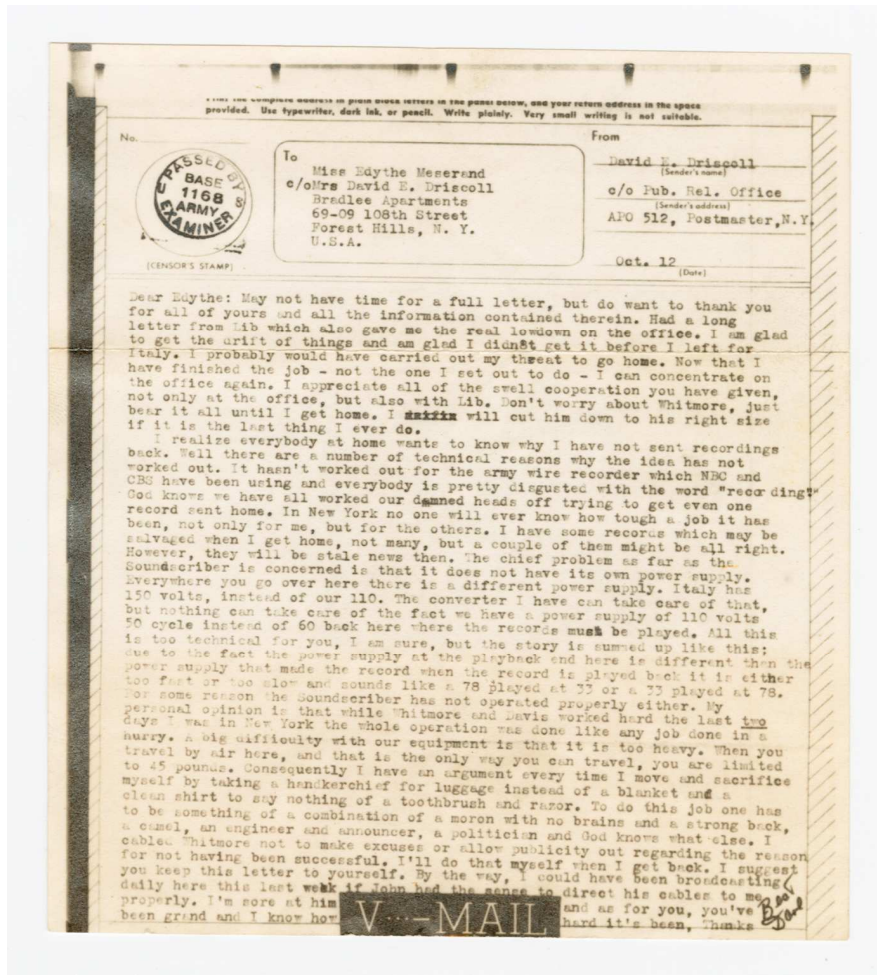 Print the complete address in plain block letters in the panel below, and your return address in the space
provided. Use typewriter, dark ink, or pencil. Write plainly. Very small writing is not suitable.
No.
PASSED BY
BASE
1168
ARMY
EXAMINER
(CENSOR'S STAMP)
To
Miss Edythe Meserand
c/oMrs David E. Driscoll
Bradlee Apartments
69-09 108th Street
Forest Hills, N. Y.
U.S.A.
From
David E. Driscoll
(Sender's name)
c/o Pub. Rel. Office
(Sender's address)
APO 512, Postmaster,N.Y.
Oct. 12
(Date)
Dear Edythe: May not have time for a full letter, but do want to thank you
for all of yours and all the information contained therein. Had a long
letter from Lib which also gave me the real lowdown on the office. I am glad
to get the drift of things and am glad I didn8t get it before I left for
Italy. I probably would have carried out my threat to go home. Now that I
have finished the job - not the one I set out to do - I can concentrate on
the office again. I appreciate all of the swell cooperation you have given,
not only at the office, but also with Lib. Don't worry about Whitmore, just
bear it all until I get home. I will cut him down to his right size
if it is the last thing I ever do.
I realize everybody at home wants to know why I have not sent recordings
back. Well there are a number of technical reasons why the idea has not
worked out. It hasn't worked out for the army wire recorder which NBC and
CBS have been using and everybody is pretty disgusted with the word "recording"
God knows we have all worked our damned heads off trying to get even one
record sent home. In New York no one will ever know how tough a job it has
been, not only for me, but for the others. I have some records which may be
salvaged when I get home, not many, but a couple of them might be all right.
However, they will be stale news then. The chief problem as far as the
Soundscriber is concerned is that it does not have its own power supply.
Everywhere you go over here there is a different power supply. Italy has
150 volts, instead of our 110. The converter I have can take care of that,
but nothing can take care of the fact we have a power supply of 110 volts
50 cycle instead of 60 back here where the records must be played. All this
is too technical for you, I am sure, but the story is summed up like this:
due to the fact the power supply at the playback end here is different then the
power supply that made the record when the record is played back it is either
too fast or too slow and sounds like a 78 played at 33 or a 33 played at 78.
For some reason the Soundscriber has not operated properly either. My
personal opinion is that while Whitmore and Davis worked hard the last two
days I was in New York the whole operation was done like any job done in a
hurry. A big difficulty with our equipment is that it is too heavy. When you
travel by air here, and that is the only way you can travel, you are limited
to 45 pounds. Consequently I have an argument every time I move and sacrifice
myself by taking a handkerchief for luggage instead of a blanket and a
clean shirt to say nothing of a toothbrush and razor. To do this job one has
to be something of a combination of a moron with no brains and a strong back,
a camel, an engineer and announcer, a politician and God knows what else. I
cabled Whitmore not to make excuses or allow publicity out regarding the reason
for not having been successful. I'll do that myself when I get back. I suggest
you keep this letter to yourself. By the way, I could have been broadcasting
daily here this last week if John had the sense to direct his cables to me
properly. I'm sore at him and as for you, you've
been grand and I know how hard it's been, Thanks
Best
Dave
V···-MAIL